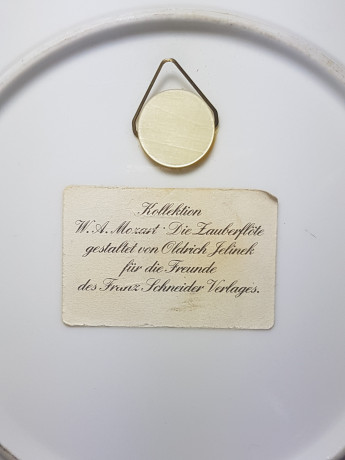 Kollektion
W. A. Mozart · Die Zauberflöte
gestaltet von Oldrich Jelinek
für die Freunde
des Franz Schneider Verlages.